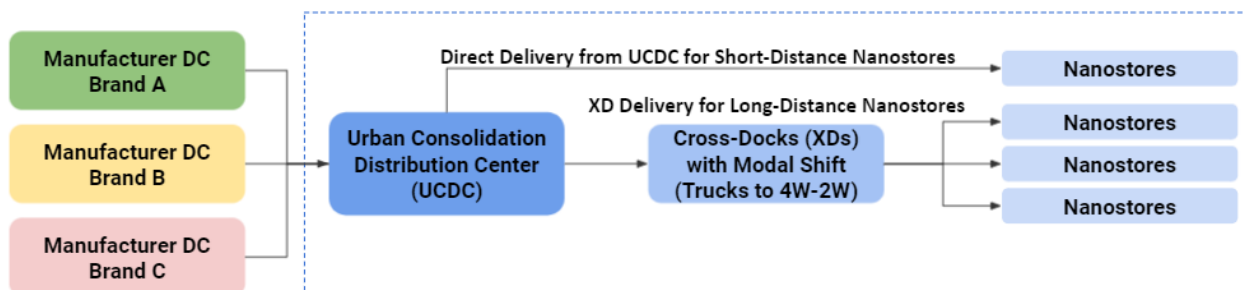 Manufacturer DC
Brand A
Manufacturer DC
Brand B
Manufacturer DC
Brand C
Urban Consolidation
Distribution Center
(UCDC)
Direct Delivery from UCDC for Short-Distance Nanostores
XD Delivery for Long-Distance Nanostores
Cross-Docks (XDs)
with Modal Shift
(Trucks to 4W-2W)
Nanostores
Nanostores
Nanostores
Nanostores